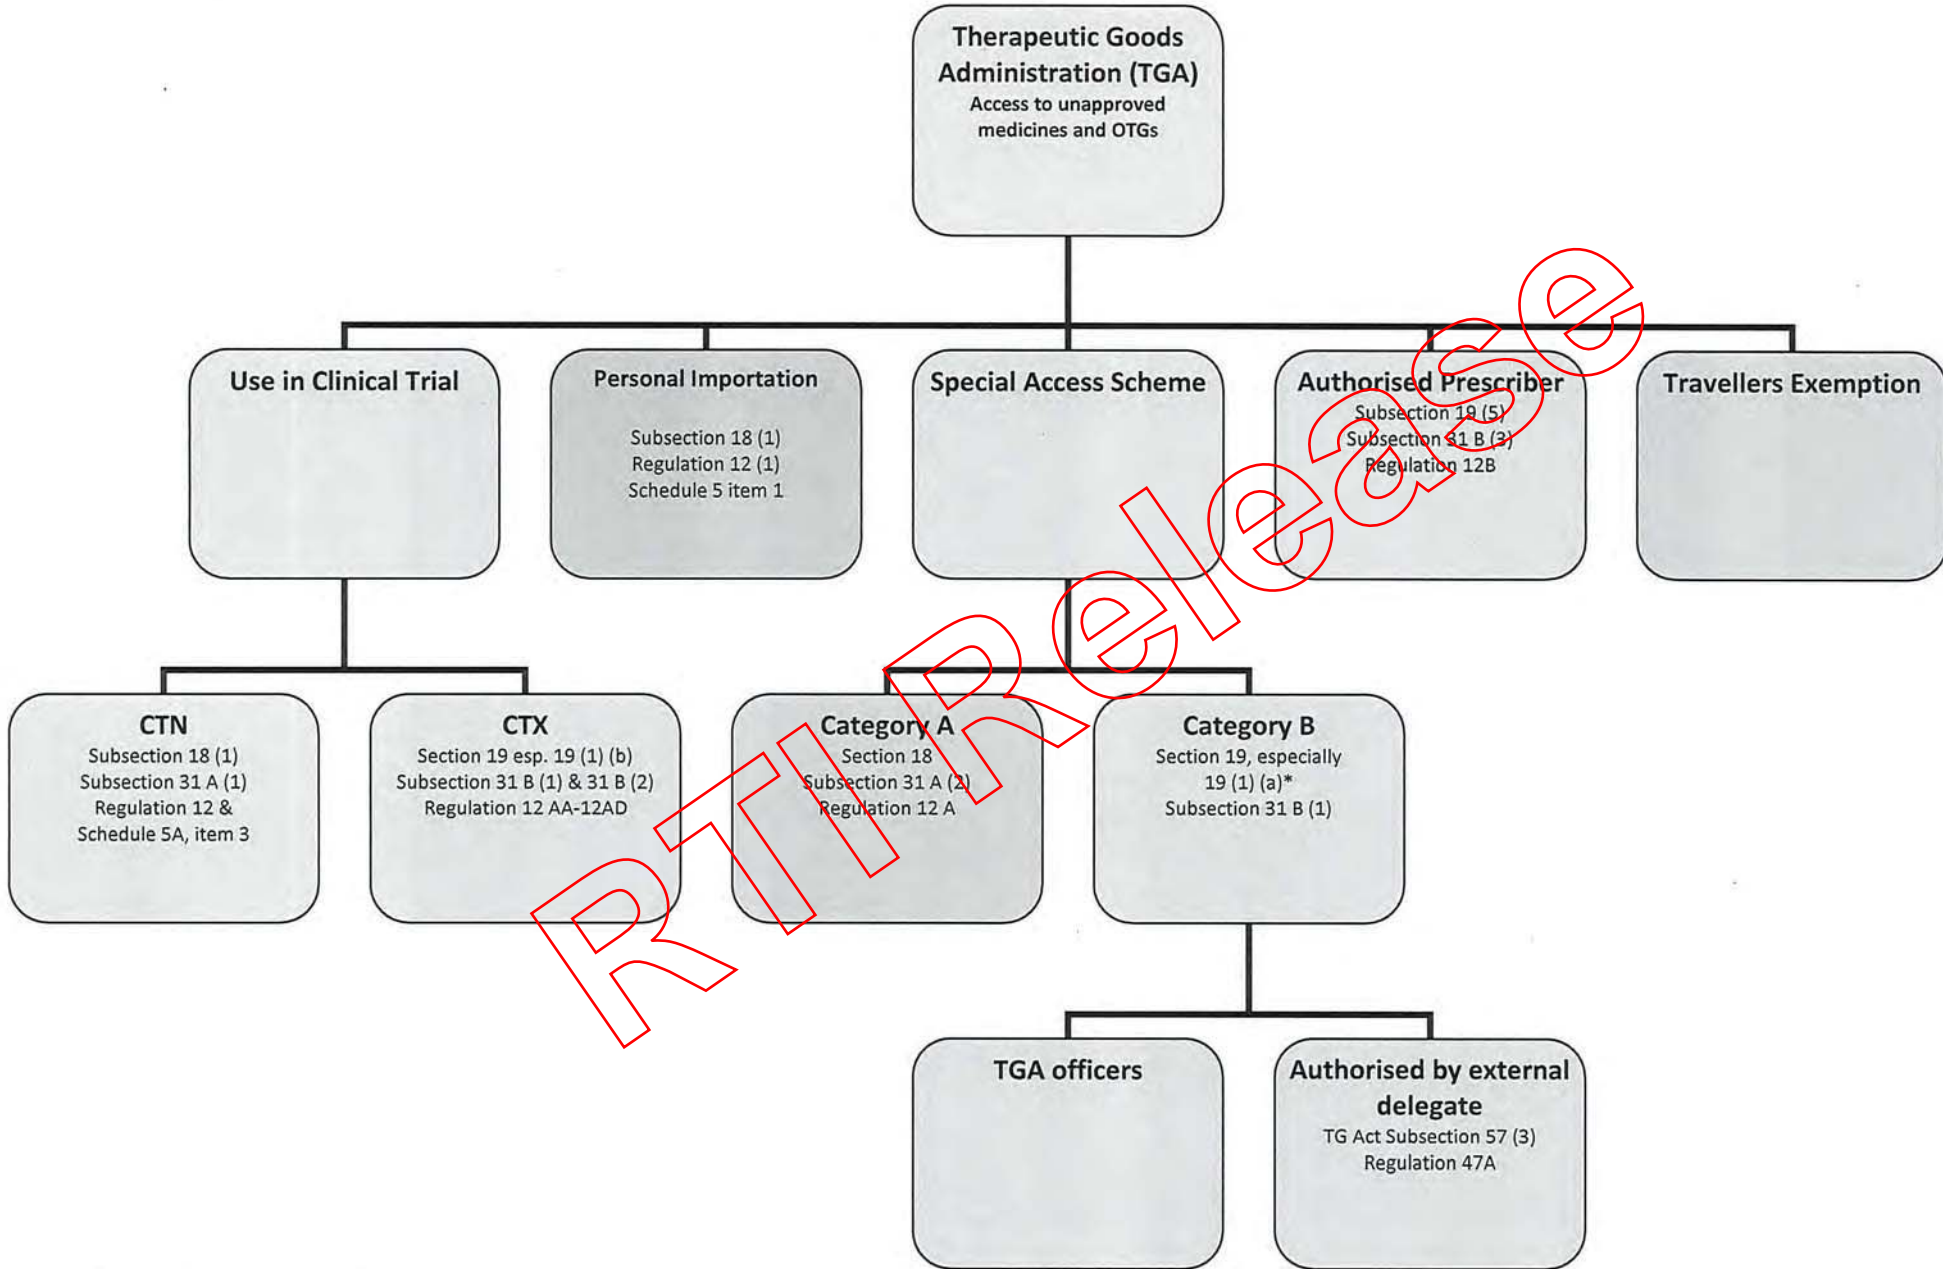 Therapeutic Goods
Administration (TGA)
Access to unapproved
medicines and OTGs
Use in Clinical Trial
Personal Importation
Subsection 18 (1)
Regulation 12 (1)
Schedule 5 item 1
Special Access Scheme
Authorised Prescriber
Subsection 19 (5)
Subsection 31 B (3)
Regulation 12B
Travellers Exemption
CTN
Subsection 18 (1)
Subsection 31 A (1)
Regulation 12 &
Schedule 5A, item 3
CTX
Section 19 esp. 19 (1) (b)
Subsection 31 B (1) & 31 B (2)
Regulation 12 AA-12AD
Category A
Section 18
Subsection 31 A (2)
Regulation 12 A
Category B
Section 19, especially
19 (1) (a)*
Subsection 31 B (1)
TGA officers
Authorised by external
delegate
TG Act Subsection 57 (3)
Regulation 47A
RTI Release